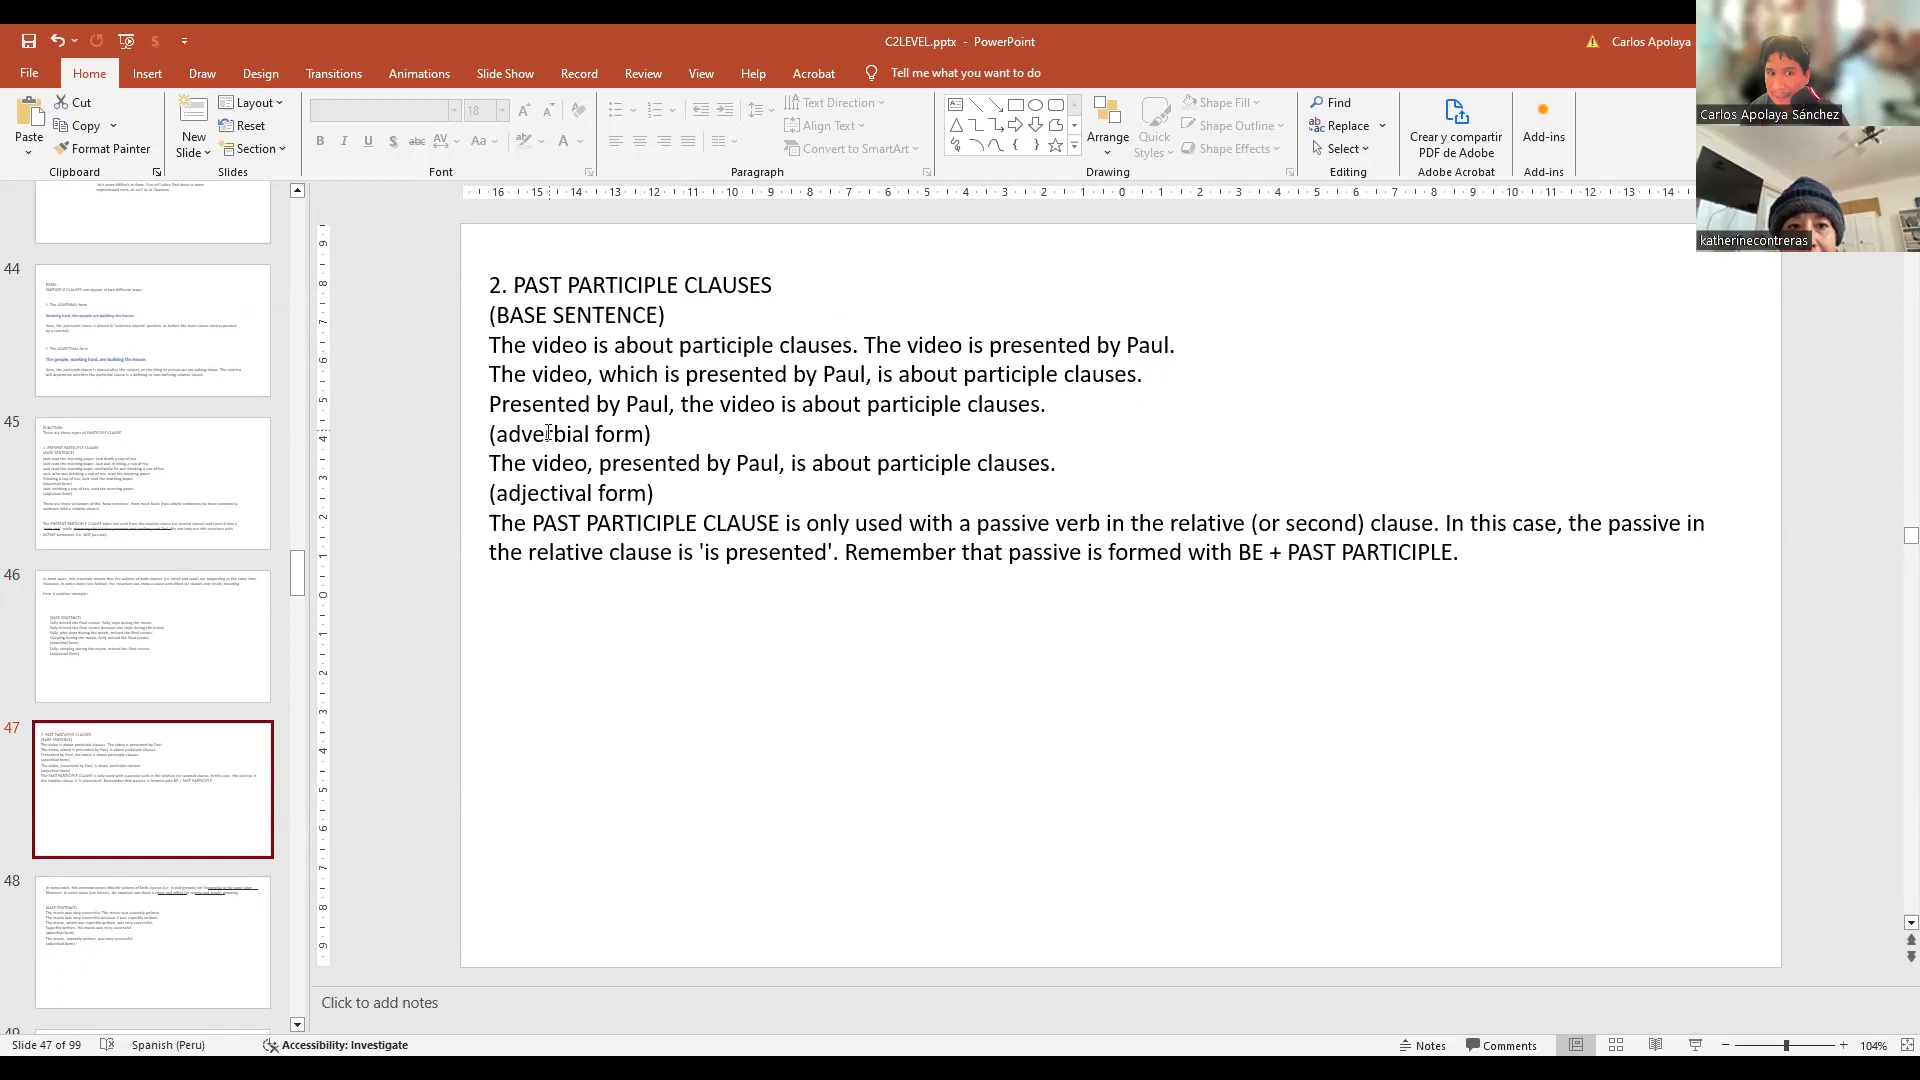 C2LEVEL.pptx - PowerPoint
Carlos Apolaya
File
Home
Insert
Draw
Design
Transitions
Animations
Slide Show
Record
Review
View
Help
Acrobat
Tell me what you want to do
Paste
Cut
Copy
Format Painter
Clipboard
New Slide
Layout
Reset
Section
Slides
18
Font
Text Direction
Align Text
Convert to SmartArt
Paragraph
Arrange
Quick Styles
Shape Fill
Shape Outline
Shape Effects
Drawing
Find
Replace
Select
Editing
Crear y compartir PDF de Adobe
Adobe Acrobat
Add-ins
Add-ins
Carlos Apolaya Sánchez
katherinecontreras
44
45
46
47
48
2. PAST PARTICIPLE CLAUSES
(BASE SENTENCE)
The video is about participle clauses. The video is presented by Paul.
The video, which is presented by Paul, is about participle clauses.
Presented by Paul, the video is about participle clauses.
(adverbial form)
The video, presented by Paul, is about participle clauses.
(adjectival form)
The PAST PARTICIPLE CLAUSE is only used with a passive verb in the relative (or second) clause. In this case, the passive in
the relative clause is 'is presented'. Remember that passive is formed with BE + PAST PARTICIPLE.
Click to add notes
Slide 47 of 99
Spanish (Peru)
Accessibility: Investigate
Notes
Comments
104%